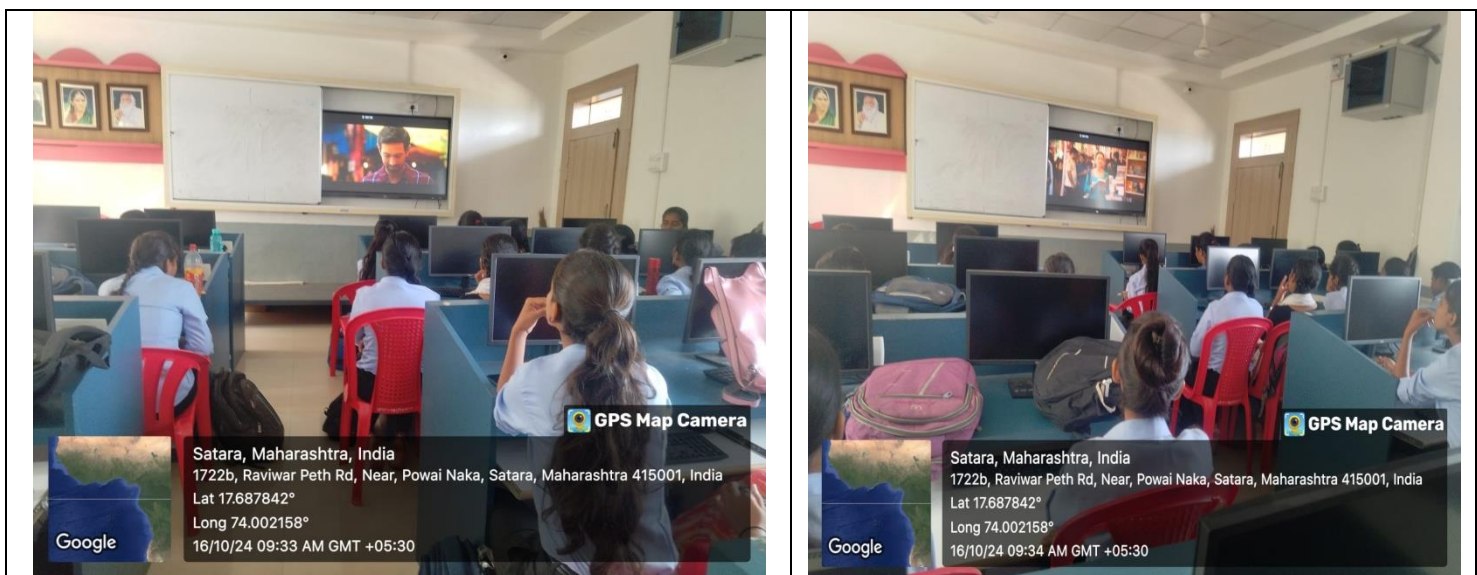 GPS Map Camera
Satara, Maharashtra, India
1722b, Raviwar Peth Rd, Near, Powai Naka, Satara, Maharashtra 415001, India
Lat 17.687842°
Long 74.002158°
16/10/24 09:33 AM GMT +05:30
Google
GPS Map Camera
Satara, Maharashtra, India
1722b, Raviwar Peth Rd, Near, Powai Naka, Satara, Maharashtra 415001, India
Lat 17.687842°
Long 74.002158°
16/10/24 09:34 AM GMT +05:30
Google